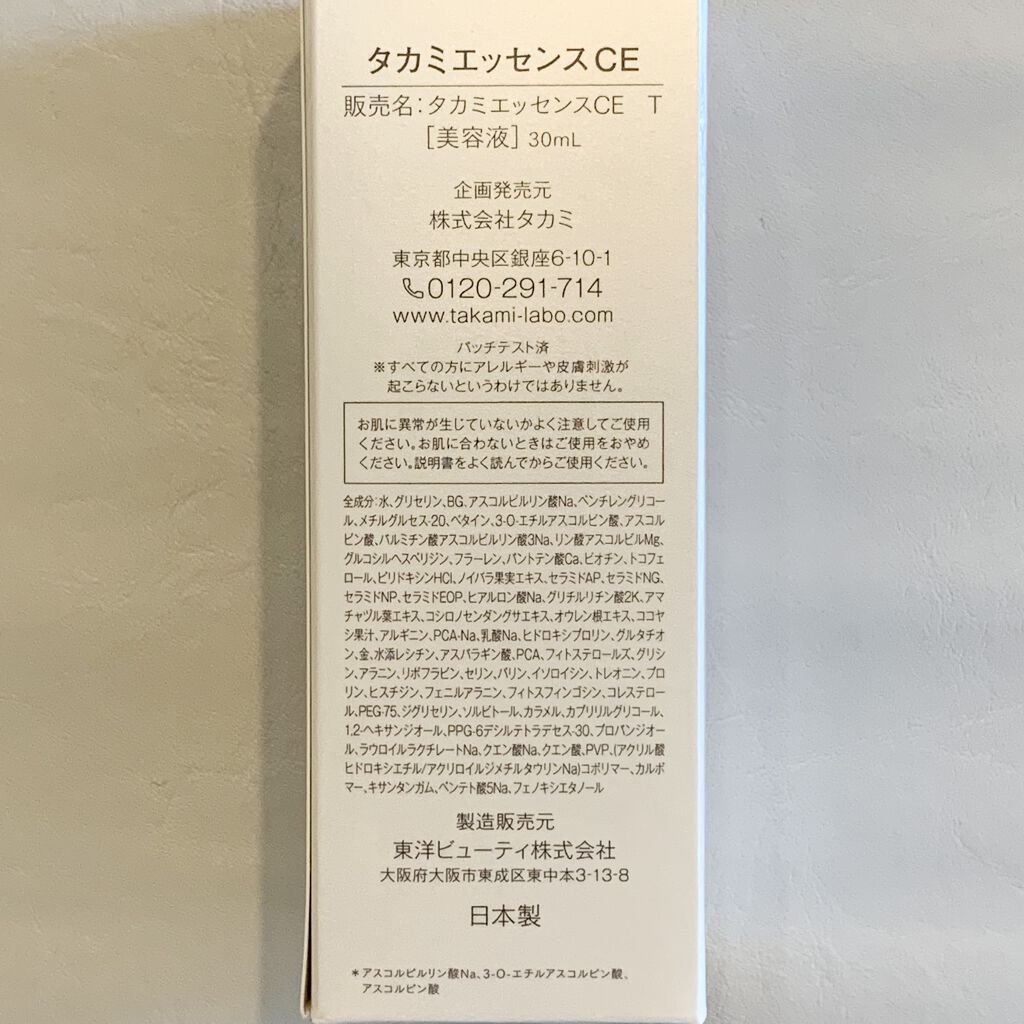 タカミエッセンスCE
販売名:タカミエッセンスCE　T
[美容液] 30mL
企画発売元
株式会社タカミ
東京都中央区銀座6-10-1
0120-291-714
www.takami-labo.com
パッチテスト済
※すべての方にアレルギーや皮膚刺激が
起こらないというわけではありません。
お肌に異常が生じていないかよく注意してご使用
ください。お肌に合わないときはご使用をおやめ
ください。説明書をよく読んでからご使用ください。
全成分:水、グリセリン、BG、アスコルビルリン酸Na、ペンチレングリコー
ル、メチルグルセス-20、ベタイン、3-O-エチルアスコルビン酸、アスコル
ビン酸、パルミチン酸アスコルビルリン酸3Na、リン酸アスコルビルMg、
グルコシルヘスペリジン、フラーレン、パントテン酸Ca、ビオチン、トコフェ
ロール、ピリドキシンHCl、ノイバラ果実エキス、セラミドAP、セラミドNG、
セラミドNP、セラミドEOP、ヒアルロン酸Na、グリチルリチン酸2K、アマ
チャヅル葉エキス、コシロノセンダングサエキス、オウレン根エキス、ココヤ
シ果汁、アルギニン、PCA-Na、乳酸Na、ヒドロキシプロリン、グルタチオ
ン、金、水添レシチン、アスパラギン酸、PCA、フィトステロールズ、グリシ
ン、アラニン、リボフラビン、セリン、バリン、イソロイシン、トレオニン、プロ
リン、ヒスチジン、フェニルアラニン、フィトスフィンゴシン、コレステロー
ル、PEG-75、ジグリセリン、ソルビトール、カラメル、カプリリルグリコール、
1,2-ヘキサンジオール、PPG-6デシルテトラデセス-30、プロパンジオー
ル、ラウロイルラクチレートNa、クエン酸Na、クエン酸、PVP、(アクリル酸
ヒドロキシエチル/アクリロイルジメチルタウリンNa)コポリマー、カルボ
マー、キサンタンガム、ペンテト酸5Na、フェノキシエタノール
製造販売元
東洋ビューティ株式会社
大阪府大阪市東成区東中本3-13-8
日本製
＊アスコルビルリン酸Na、3-O-エチルアスコルビン酸、
アスコルビン酸